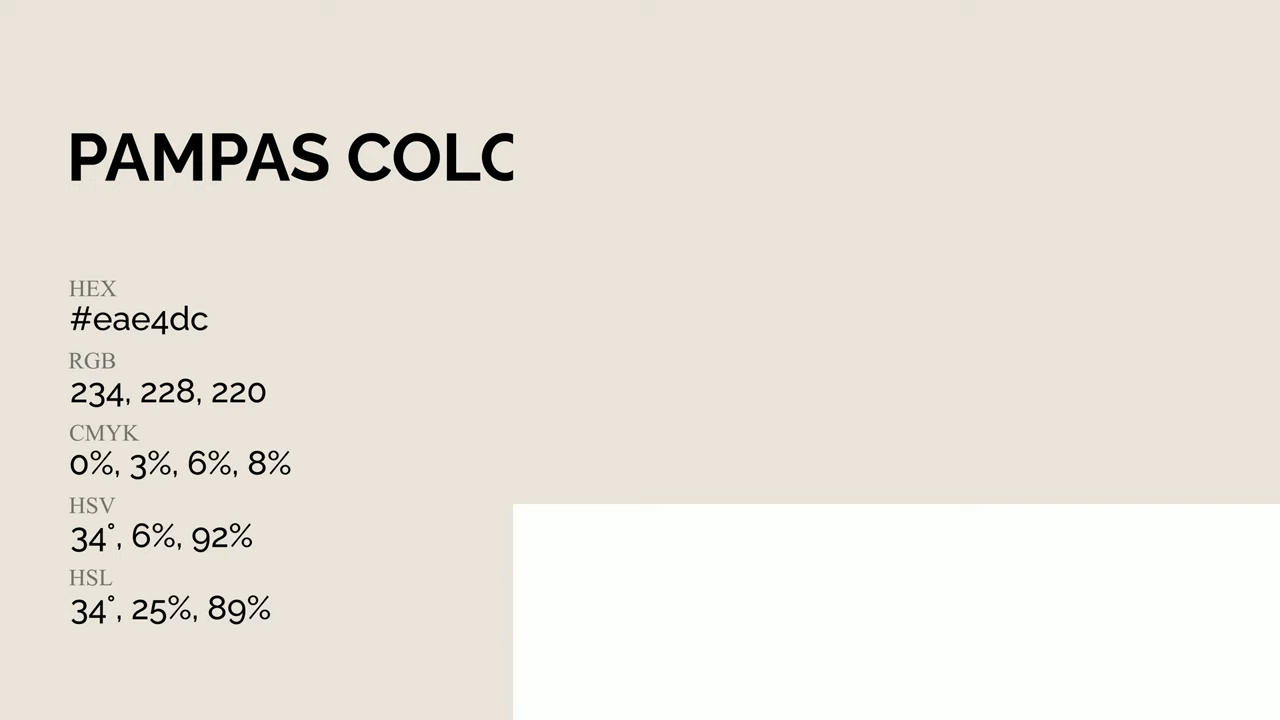 PAMPAS COLO
HEX
#eae4dc
RGB
234, 228, 220
CMYK
0%, 3%, 6%, 8%
HSV
34°, 6%, 92%
HSL
34°, 25%, 89%